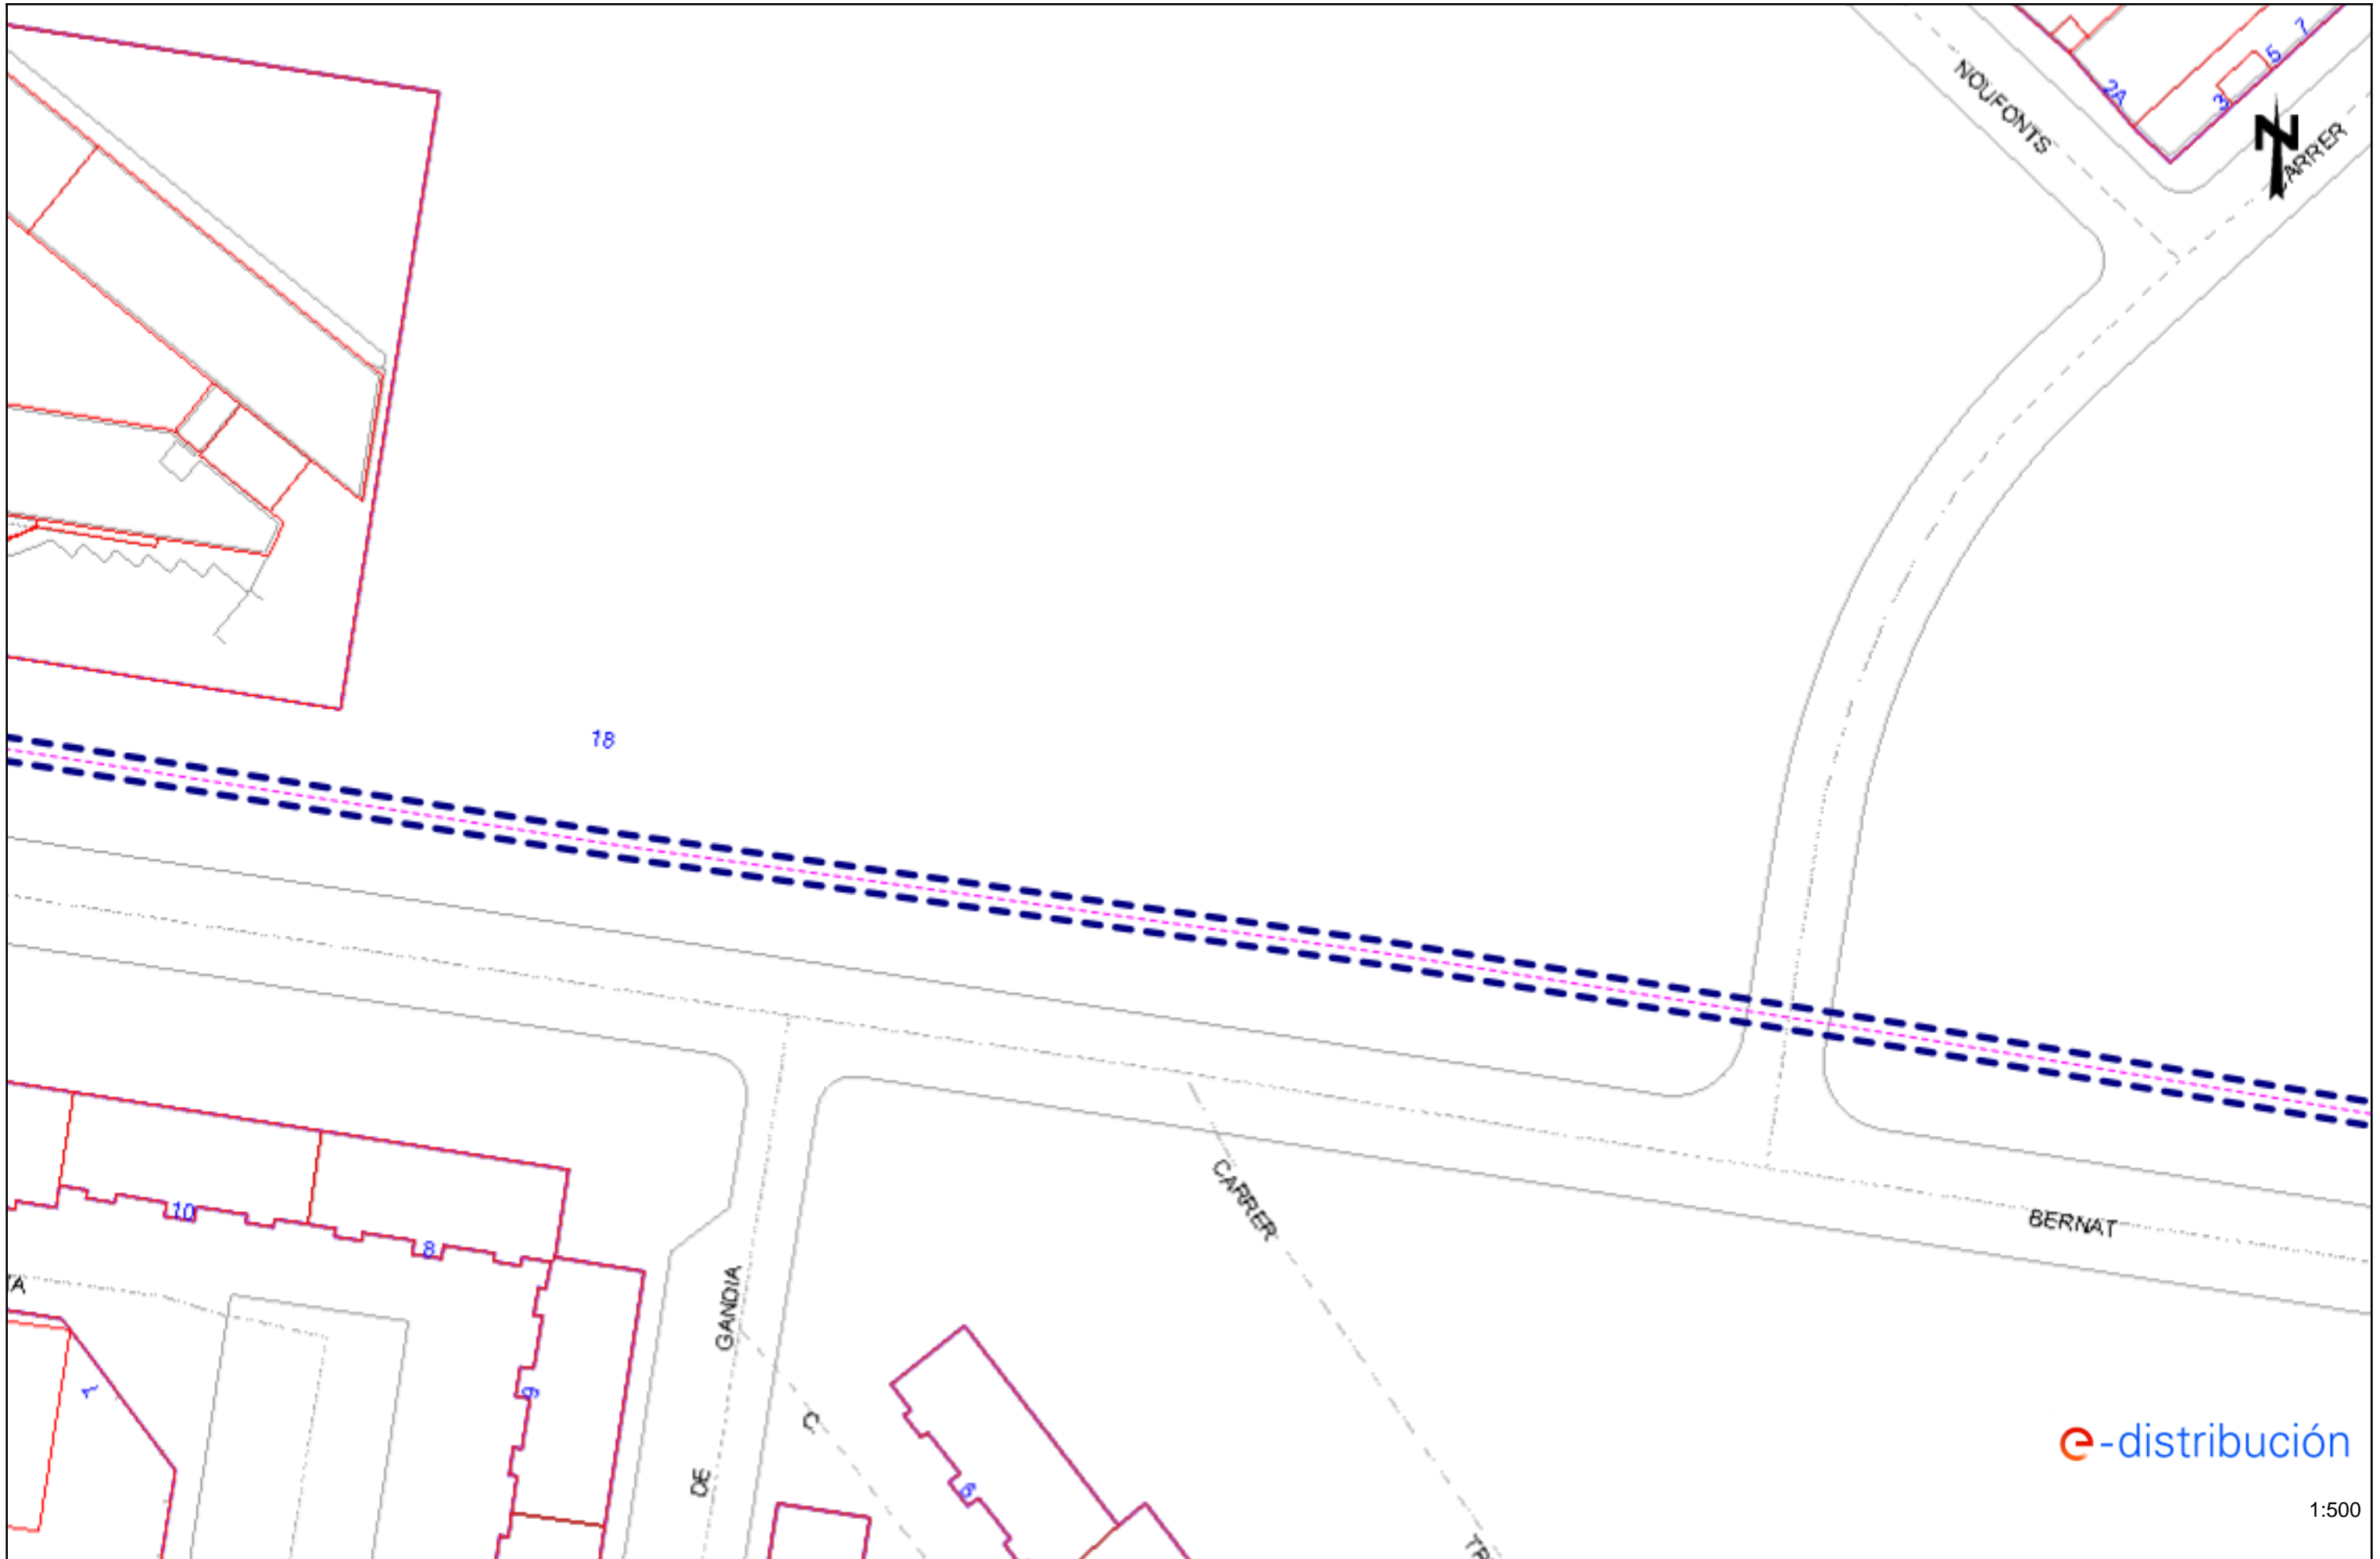 NOUFONTS
2A
3
5
7
N
CARRER
18
CARRER
BERNAT
10
8
9
GANDIA
DE
C.
6
1
e-distribución
1:500